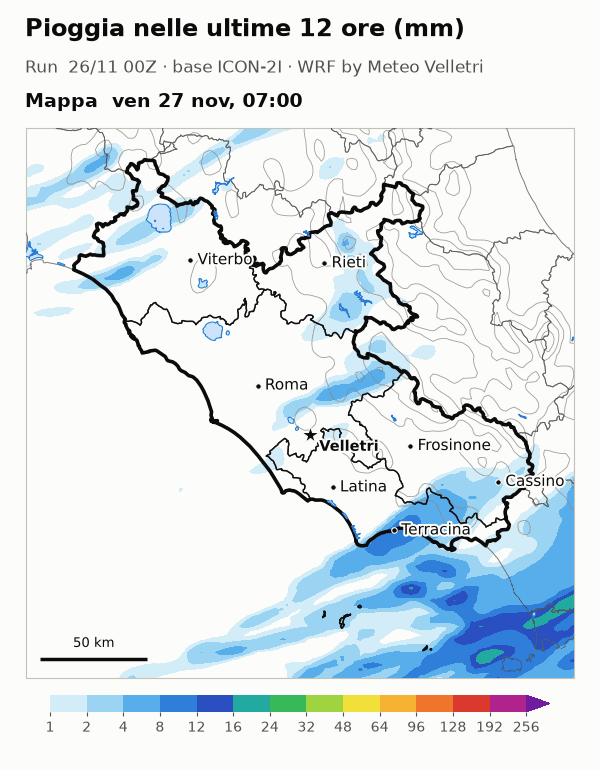 Pioggia nelle ultime 12 ore (mm)
Run  26/11 00Z · base ICON-2I · WRF by Meteo Velletri
Mappa  ven 27 nov, 07:00
Viterbo
Rieti
Roma
Velletri
Frosinone
Cassino
Latina
Terracina
50 km
1 2 4 8 12 16 24 32 48 64 96 128 192 256